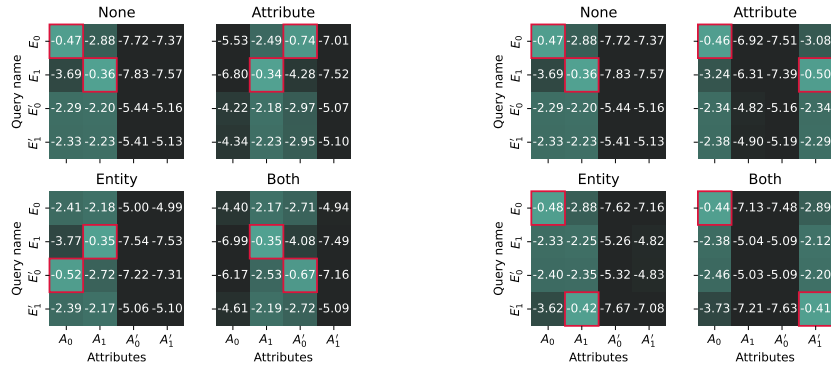 None Attribute
E₀ -0.47 -2.88 -7.72 -7.37 -5.53 -2.49 -0.74 -7.01
E₁ -3.69 -0.36 -7.83 -7.57 -6.80 -0.34 -4.28 -7.52
E′₀ -2.29 -2.20 -5.44 -5.16 -4.22 -2.18 -2.97 -5.07
E′₁ -2.33 -2.23 -5.41 -5.13 -4.34 -2.23 -2.95 -5.10
Query name
Entity Both
E₀ -2.41 -2.18 -5.00 -4.99 -4.40 -2.17 -2.71 -4.94
E₁ -3.77 -0.35 -7.54 -7.53 -6.99 -0.35 -4.08 -7.49
E′₀ -0.52 -2.72 -7.22 -7.31 -6.17 -2.53 -0.67 -7.16
E′₁ -2.39 -2.17 -5.06 -5.10 -4.61 -2.19 -2.72 -5.09
Query name
A₀ A₁ A′₀ A′₁ A₀ A₁ A′₀ A′₁
Attributes Attributes
None Attribute
E₀ -0.47 -2.88 -7.72 -7.37 -0.46 -6.92 -7.51 -3.08
E₁ -3.69 -0.36 -7.83 -7.57 -3.24 -6.31 -7.39 -0.50
E′₀ -2.29 -2.20 -5.44 -5.16 -2.34 -4.82 -5.16 -2.34
E′₁ -2.33 -2.23 -5.41 -5.13 -2.38 -4.90 -5.19 -2.29
Query name
Entity Both
E₀ -0.48 -2.88 -7.62 -7.16 -0.44 -7.13 -7.48 -2.89
E₁ -2.33 -2.25 -5.26 -4.82 -2.38 -5.04 -5.09 -2.12
E′₀ -2.40 -2.35 -5.32 -4.83 -2.46 -5.03 -5.09 -2.20
E′₁ -3.62 -0.42 -7.67 -7.08 -3.73 -7.21 -7.63 -0.41
Query name
A₀ A₁ A′₀ A′₁ A₀ A₁ A′₀ A′₁
Attributes Attributes